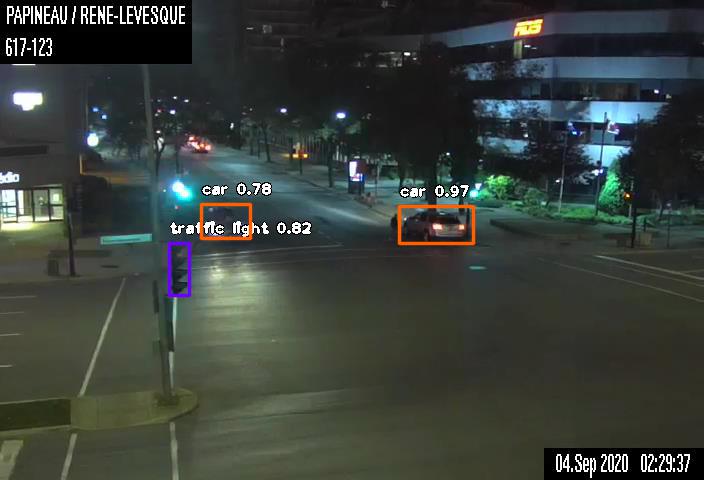 PAPINEAU / RENE-LEVESQUE
617-123
car 0.78
car 0.97
traffic light 0.82
04.Sep 2020 02:29:37